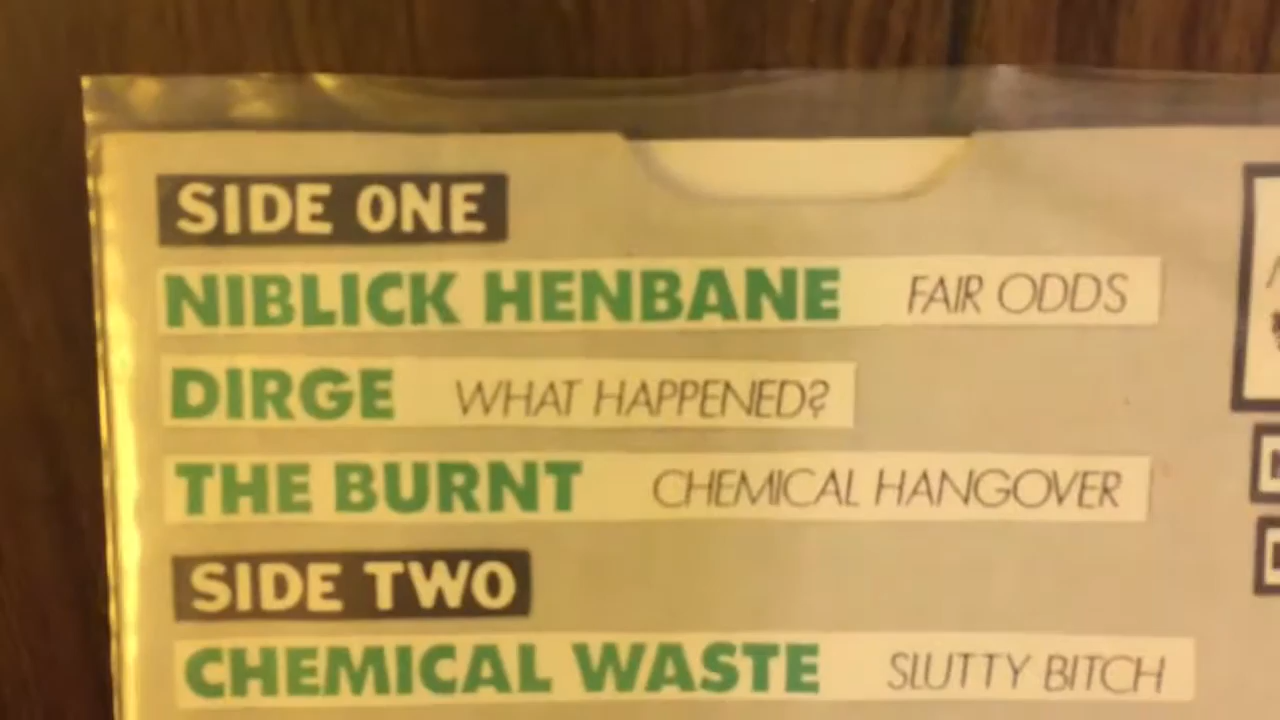 SIDE ONE
NIBLICK HENBANE FAIR ODDS
DIRGE WHAT HAPPENED?
THE BURNT CHEMICAL HANGOVER
SIDE TWO
CHEMICAL WASTE SLUTTY BITCH